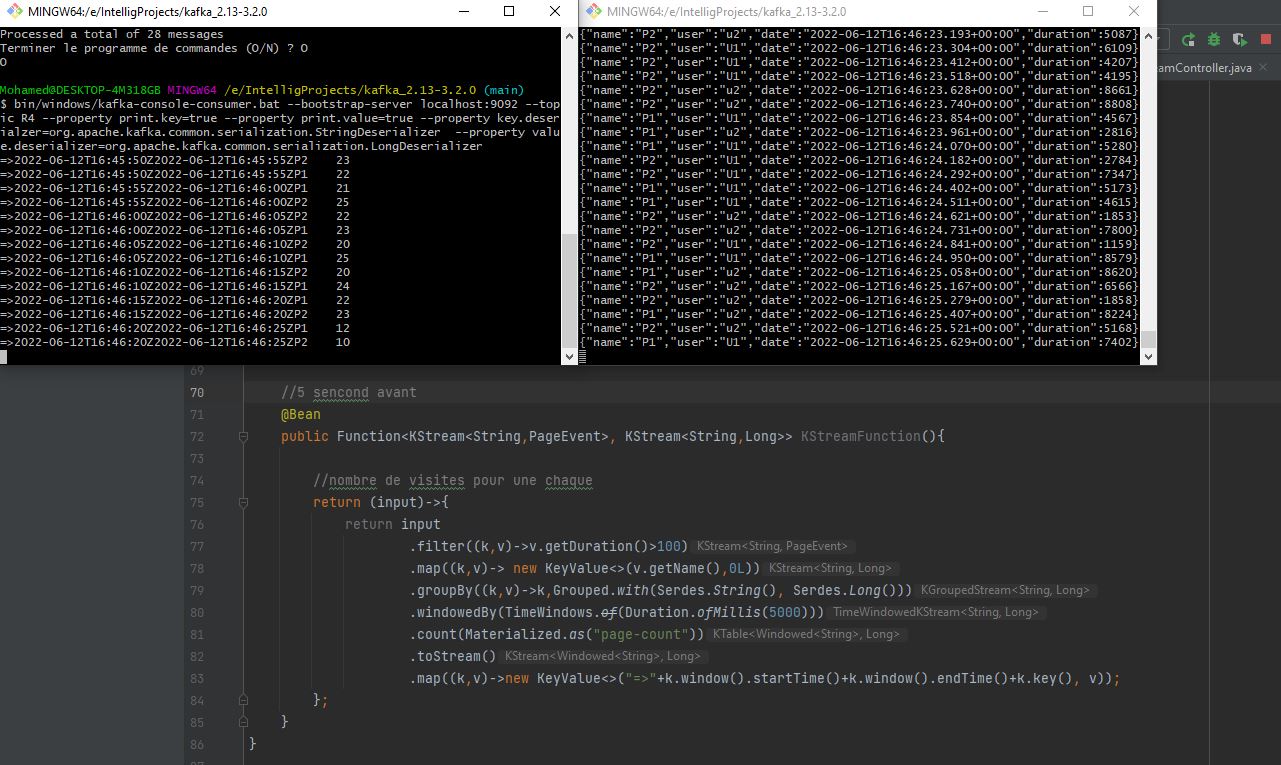 MINGW64:/e/IntelligProjects/kafka_2.13-3.2.0
Processed a total of 28 messages
Terminer le programme de commandes (O/N) ? O
O
Mohamed@DESKTOP-4M318GB MINGW64 /e/IntelligProjects/kafka_2.13-3.2.0 (main)
$ bin/windows/kafka-console-consumer.bat --bootstrap-server localhost:9092 --top
ic R4 --property print.key=true --property print.value=true --property key.deser
ializer=org.apache.kafka.common.serialization.StringDeserializer  --property valu
e.deserializer=org.apache.kafka.common.serialization.LongDeserializer
=>2022-06-12T16:45:50Z2022-06-12T16:45:55ZP2    23
=>2022-06-12T16:45:50Z2022-06-12T16:45:55ZP1    22
=>2022-06-12T16:45:55Z2022-06-12T16:46:00ZP1    21
=>2022-06-12T16:45:55Z2022-06-12T16:46:00ZP2    25
=>2022-06-12T16:46:00Z2022-06-12T16:46:05ZP2    22
=>2022-06-12T16:46:00Z2022-06-12T16:46:05ZP1    23
=>2022-06-12T16:46:05Z2022-06-12T16:46:10ZP2    20
=>2022-06-12T16:46:05Z2022-06-12T16:46:10ZP1    25
=>2022-06-12T16:46:10Z2022-06-12T16:46:15ZP2    20
=>2022-06-12T16:46:10Z2022-06-12T16:46:15ZP1    24
=>2022-06-12T16:46:15Z2022-06-12T16:46:20ZP1    22
=>2022-06-12T16:46:15Z2022-06-12T16:46:20ZP2    23
=>2022-06-12T16:46:20Z2022-06-12T16:46:25ZP1    12
=>2022-06-12T16:46:20Z2022-06-12T16:46:25ZP2    10
MINGW64:/e/IntelligProjects/kafka_2.13-3.2.0
{"name":"P2","user":"u2","date":"2022-06-12T16:46:23.193+00:00","duration":5087}
{"name":"P2","user":"U1","date":"2022-06-12T16:46:23.304+00:00","duration":6109}
{"name":"P2","user":"U1","date":"2022-06-12T16:46:23.412+00:00","duration":4207}
{"name":"P2","user":"u2","date":"2022-06-12T16:46:23.518+00:00","duration":4195}
{"name":"P2","user":"u2","date":"2022-06-12T16:46:23.628+00:00","duration":8661}
{"name":"P2","user":"u2","date":"2022-06-12T16:46:23.740+00:00","duration":8808}
{"name":"P1","user":"u2","date":"2022-06-12T16:46:23.854+00:00","duration":4567}
{"name":"P1","user":"u2","date":"2022-06-12T16:46:23.961+00:00","duration":2816}
{"name":"P1","user":"U1","date":"2022-06-12T16:46:24.070+00:00","duration":5280}
{"name":"P2","user":"U1","date":"2022-06-12T16:46:24.182+00:00","duration":2784}
{"name":"P2","user":"u2","date":"2022-06-12T16:46:24.292+00:00","duration":7347}
{"name":"P1","user":"U1","date":"2022-06-12T16:46:24.402+00:00","duration":5173}
{"name":"P1","user":"U1","date":"2022-06-12T16:46:24.511+00:00","duration":4615}
{"name":"P2","user":"u2","date":"2022-06-12T16:46:24.621+00:00","duration":1853}
{"name":"P2","user":"u2","date":"2022-06-12T16:46:24.731+00:00","duration":7800}
{"name":"P2","user":"U1","date":"2022-06-12T16:46:24.841+00:00","duration":1159}
{"name":"P1","user":"U1","date":"2022-06-12T16:46:24.950+00:00","duration":8579}
{"name":"P1","user":"u2","date":"2022-06-12T16:46:25.058+00:00","duration":8620}
{"name":"P2","user":"u2","date":"2022-06-12T16:46:25.167+00:00","duration":6566}
{"name":"P2","user":"u2","date":"2022-06-12T16:46:25.279+00:00","duration":1858}
{"name":"P1","user":"u2","date":"2022-06-12T16:46:25.407+00:00","duration":8224}
{"name":"P2","user":"u2","date":"2022-06-12T16:46:25.521+00:00","duration":5168}
{"name":"P1","user":"U1","date":"2022-06-12T16:46:25.629+00:00","duration":7402}
eamController.java
69
70 //5 sencond avant
71 @Bean
72 public Function<KStream<String,PageEvent>, KStream<String,Long>> KStreamFunction(){
73
74 //nombre de visites pour une chaque
75 return (input)->{
76 return input
77 .filter((k,v)->v.getDuration()>100) KStream<String, PageEvent>
78 .map((k,v)-> new KeyValue<>(v.getName(),0L)) KStream<String, Long>
79 .groupBy((k,v)->k,Grouped.with(Serdes.String(), Serdes.Long())) KGroupedStream<String, Long>
80 .windowedBy(TimeWindows.of(Duration.ofMillis(5000))) TimeWindowedKStream<String, Long>
81 .count(Materialized.as("page-count")) KTable<Windowed<String>, Long>
82 .toStream() KStream<Windowed<String>, Long>
83 .map((k,v)->new KeyValue<>("=>"+k.window().startTime()+k.window().endTime()+k.key(), v));
84 };
85 }
86 }